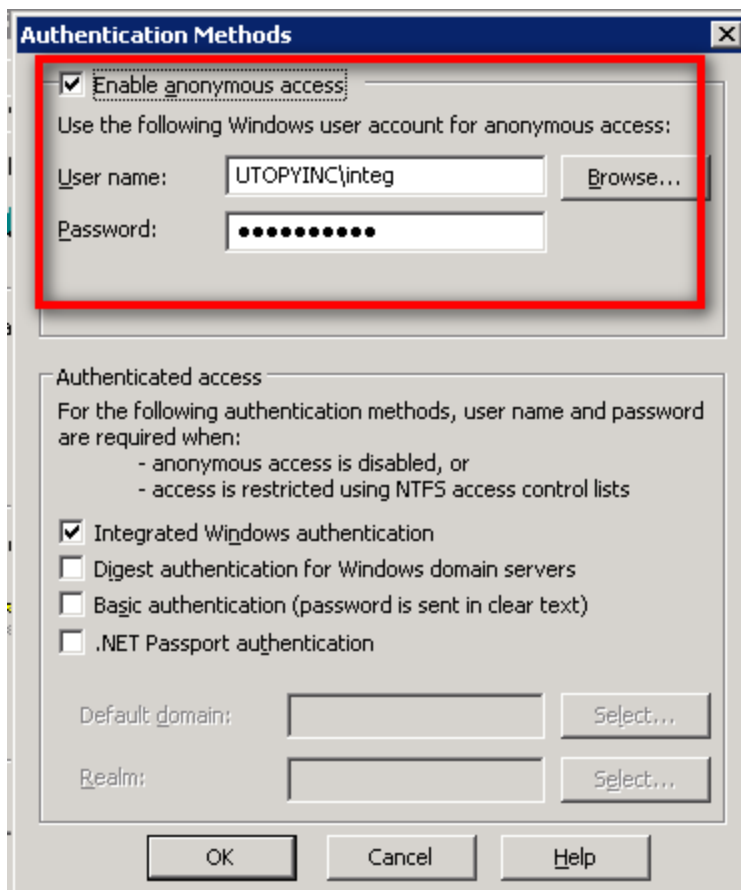 Authentication Methods
Enable anonymous access
Use the following Windows user account for anonymous access:
User name:
UTOPYINC\integ
Browse...
Password:
●●●●●●●●●●
Authenticated access
For the following authentication methods, user name and password
are required when:
- anonymous access is disabled, or
- access is restricted using NTFS access control lists
Integrated Windows authentication
Digest authentication for Windows domain servers
Basic authentication (password is sent in clear text)
.NET Passport authentication
Default domain:
Select...
Realm:
Select...
OK
Cancel
Help